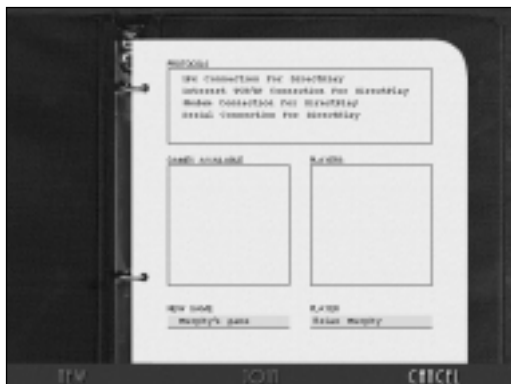 PROTOCOLS
IPX Connection For DirectPlay
Internet TCP/IP Connection For DirectPlay
Modem Connection For DirectPlay
Serial Connection For DirectPlay
GAMES AVAILABLE PLAYERS
NEW GAME PLAYER
Murphy's game Brian Murphy
NEW JOIN CANCEL